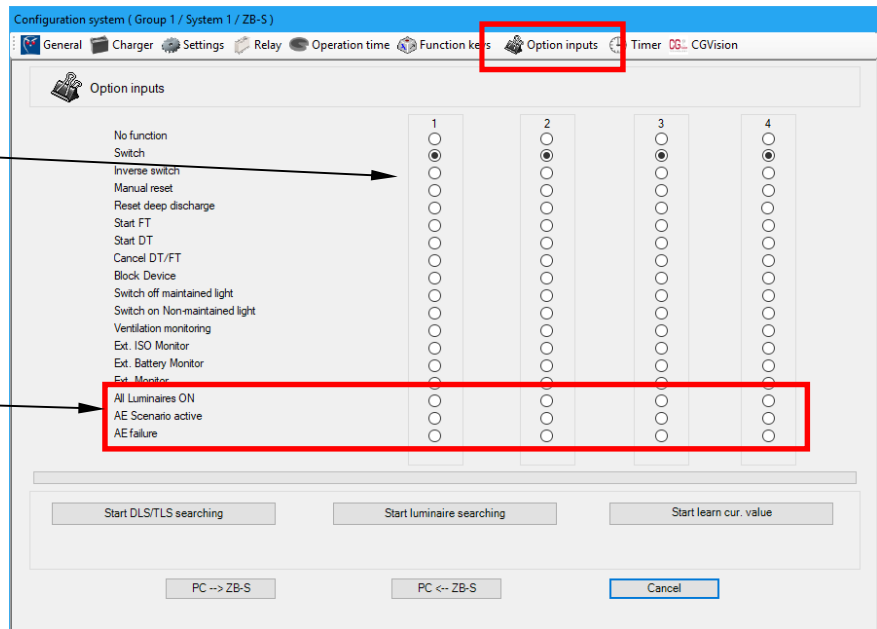 Configuration system ( Group 1 / System 1 / ZB-S )
General Charger Settings Relay Operation time Function keys Option inputs Timer CG CGVision
Option inputs
1 2 3 4
No function
Switch
Inverse switch
Manual reset
Reset deep discharge
Start FT
Start DT
Cancel DT/FT
Block Device
Switch off maintained light
Switch on Non-maintained light
Ventilation monitoring
Ext. ISO Monitor
Ext. Battery Monitor
Ext. Monitor
All Luminaires ON
AE Scenario active
AE failure
Start DLS/TLS searching Start luminaire searching Start learn cur. value
PC --> ZB-S PC <-- ZB-S Cancel